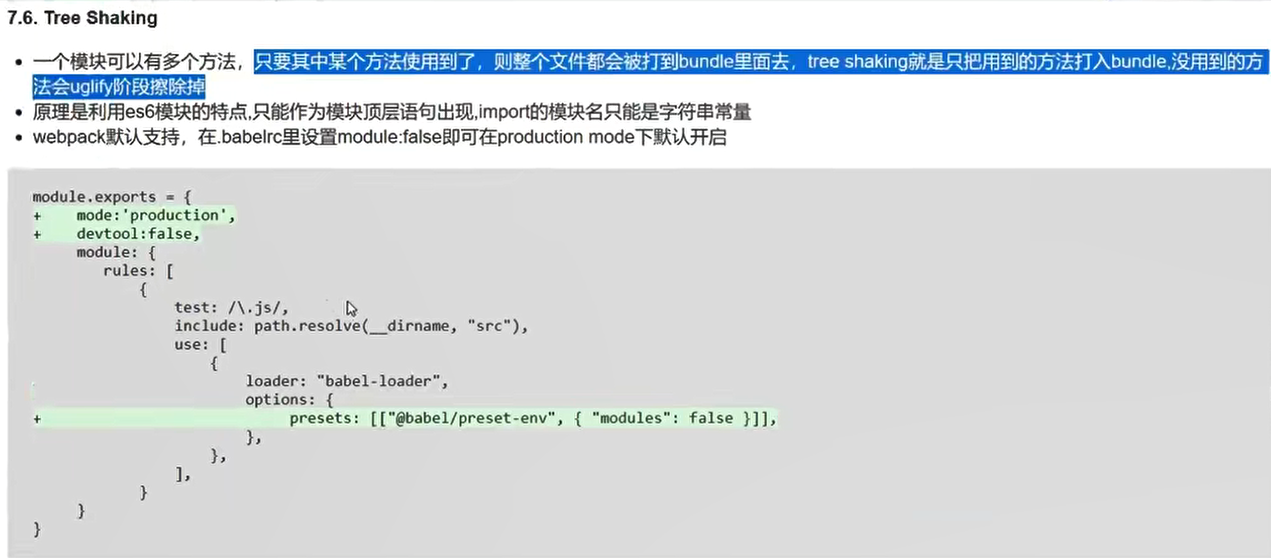 7.6. Tree Shaking
一个模块可以有多个方法，只要其中某个方法使用到了，则整个文件都会被打到bundle里面去，tree shaking就是只把用到的方法打入bundle,没用到的方
法会uglify阶段擦除掉
原理是利用es6模块的特点,只能作为模块顶层语句出现,import的模块名只能是字符串常量
webpack默认支持，在.babelrc里设置module:false即可在production mode下默认开启
module.exports = {
+    mode:'production',
+    devtool:false,
     module: {
        rules: [
            {
                test: /\.js/,
                include: path.resolve(__dirname, "src"),
                use: [
                    {
                        loader: "babel-loader",
                        options: {
+                            presets: [["@babel/preset-env", { "modules": false }]],
                        },
                    },
                ],
            }
     }
}